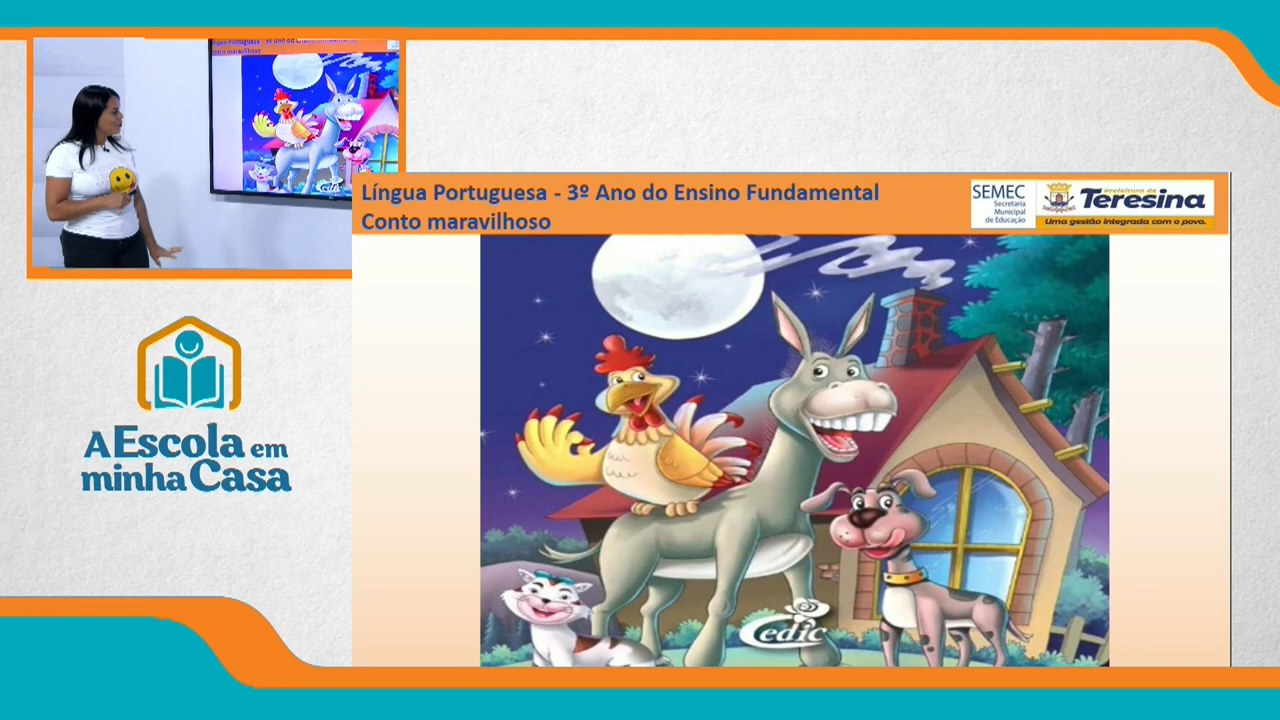 Língua Portuguesa - 3º Ano do Ensino Fundamental
Conto maravilhoso
SEMEC
Secretaria
Municipal
de Educação
Prefeitura de
Teresina
Uma gestão integrada com o povo.
A Escola em
minha Casa
Cedic